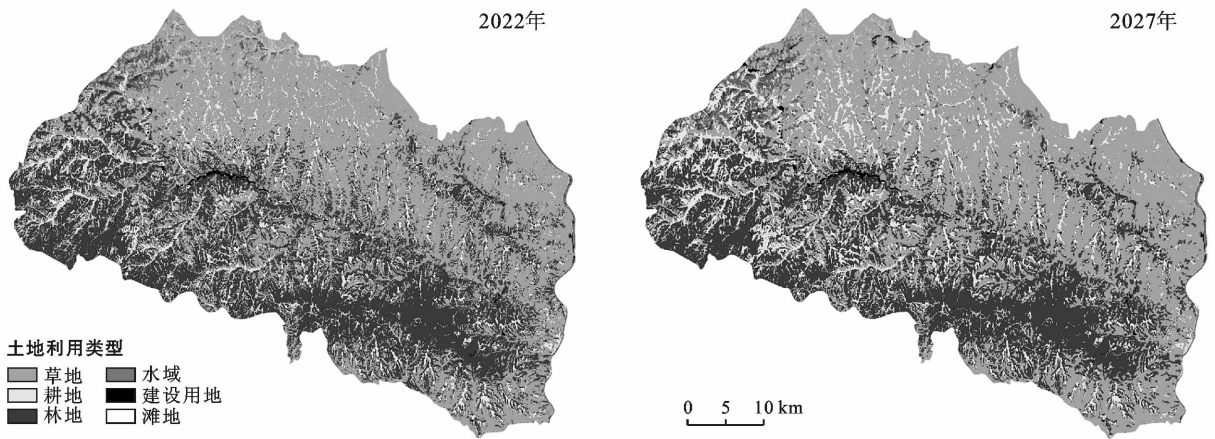 2022年
2027年
土地利用类型
草地 水域
耕地 建设用地
林地 滩地
0 5 10 km